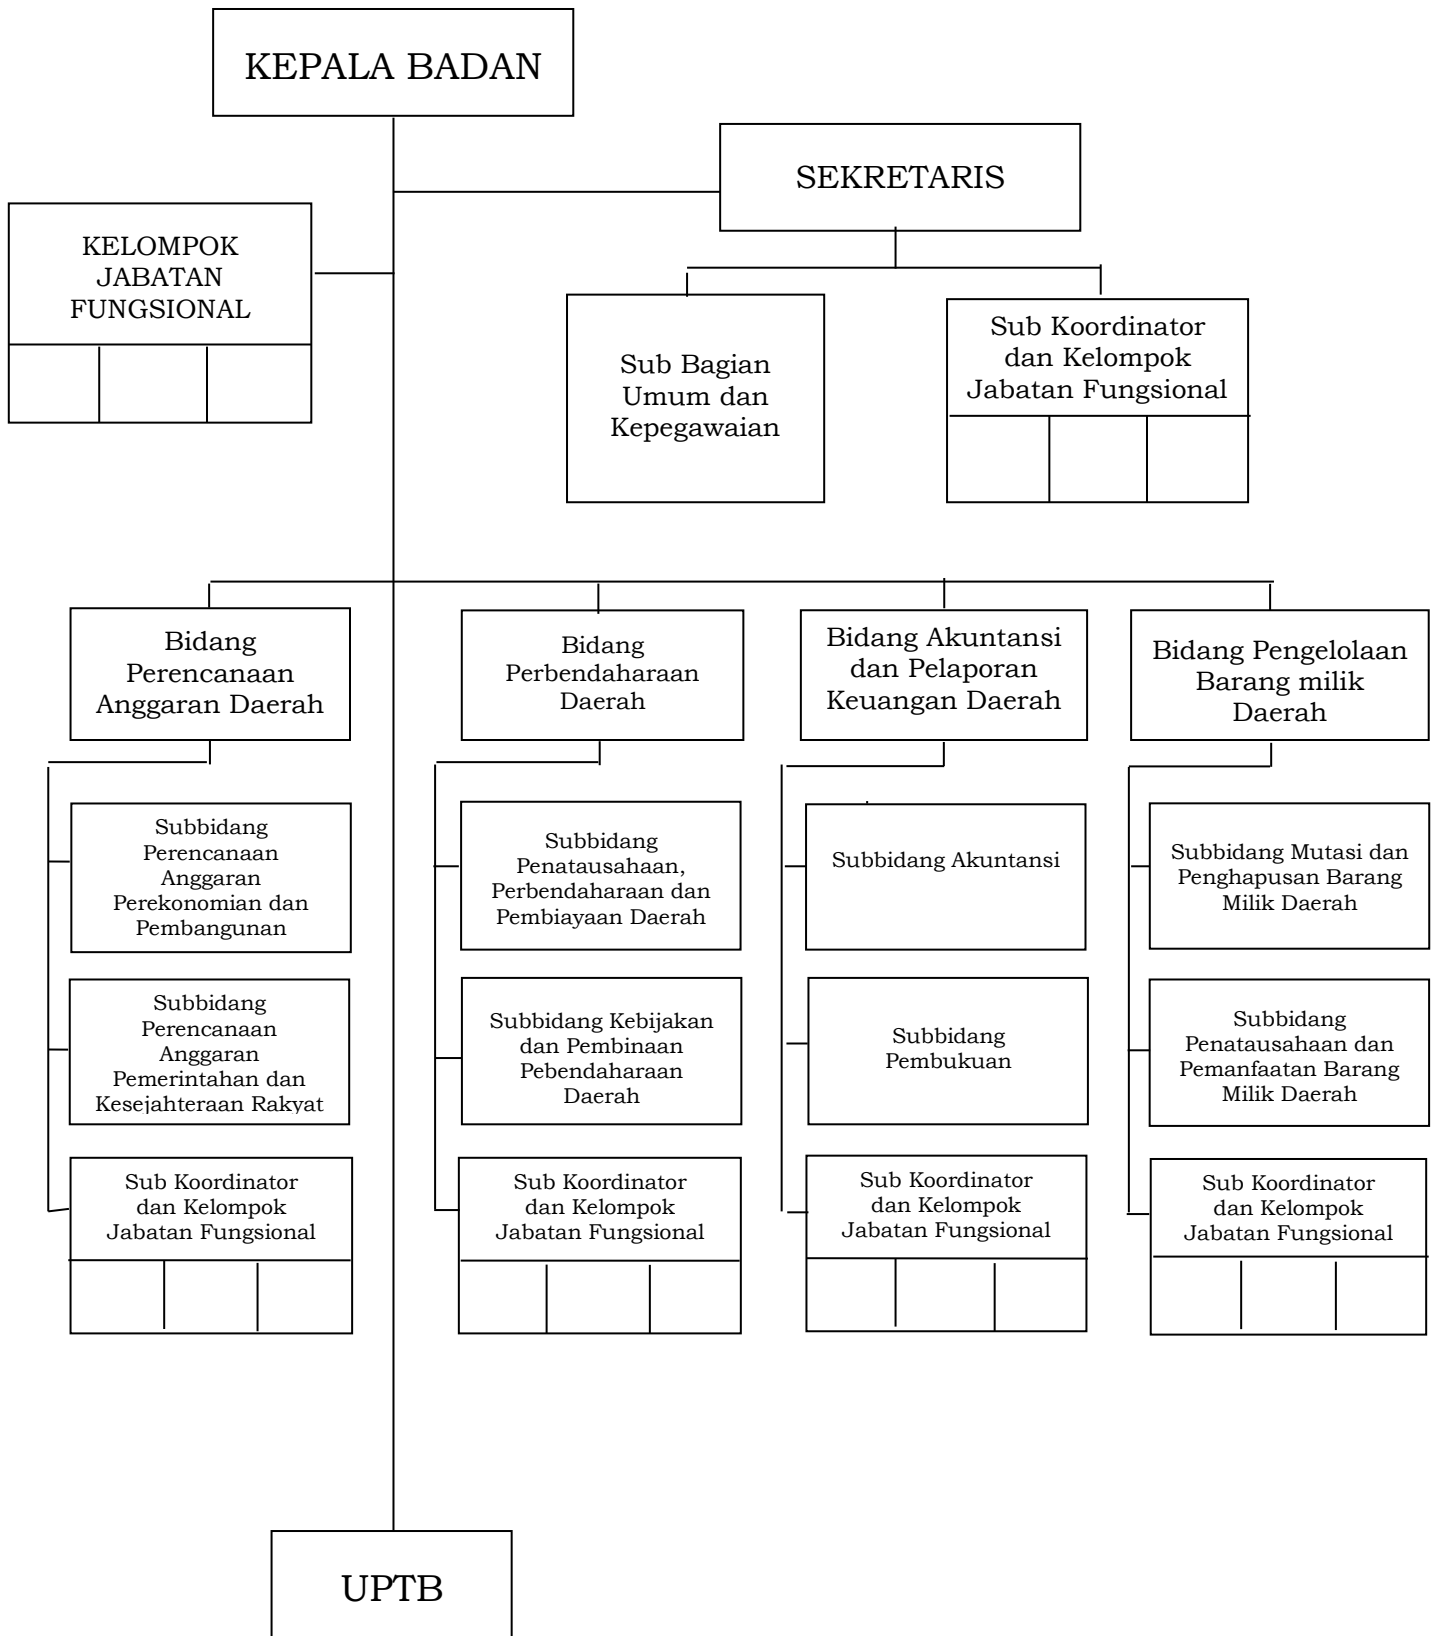 KEPALA BADAN
SEKRETARIS
KELOMPOK
JABATAN
FUNGSIONAL
Sub Bagian
Umum dan
Kepegawaian
Sub Koordinator
dan Kelompok
Jabatan Fungsional
Bidang
Perencanaan
Anggaran Daerah
Bidang
Perbendaharaan
Daerah
Bidang Akuntansi
dan Pelaporan
Keuangan Daerah
Bidang Pengelolaan
Barang milik
Daerah
Subbidang
Perencanaan
Anggaran
Perekonomian dan
Pembangunan
Subbidang
Penatausahaan,
Perbendaharaan dan
Pembiayaan Daerah
Subbidang Akuntansi
Subbidang Mutasi dan
Penghapusan Barang
Milik Daerah
Subbidang
Perencanaan
Anggaran
Pemerintahan dan
Kesejahteraan Rakyat
Subbidang Kebijakan
dan Pembinaan
Pebendaharaan
Daerah
Subbidang
Pembukuan
Subbidang
Penatausahaan dan
Pemanfaatan Barang
Milik Daerah
Sub Koordinator
dan Kelompok
Jabatan Fungsional
Sub Koordinator
dan Kelompok
Jabatan Fungsional
Sub Koordinator
dan Kelompok
Jabatan Fungsional
Sub Koordinator
dan Kelompok
Jabatan Fungsional
UPTB